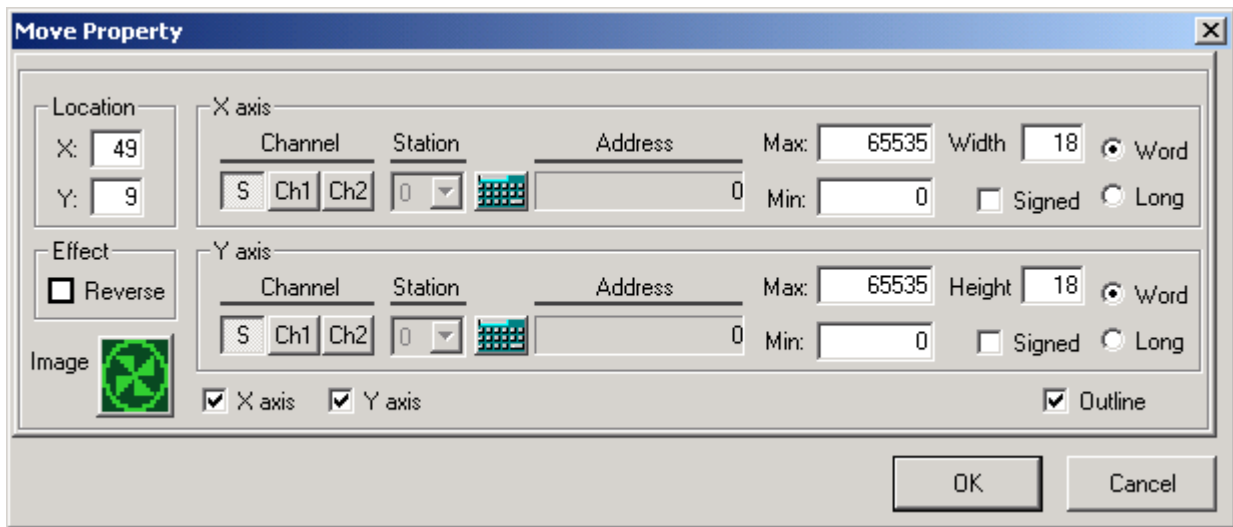 Move Property
Location
X: 49
Y: 9
X axis
Channel Station Address Max: 65535 Width 18 Word
S Ch1 Ch2 0 0 Min: 0 Signed Long
Effect
Reverse
Y axis
Channel Station Address Max: 65535 Height 18 Word
S Ch1 Ch2 0 0 Min: 0 Signed Long
Image
X axis Y axis Outline
OK Cancel